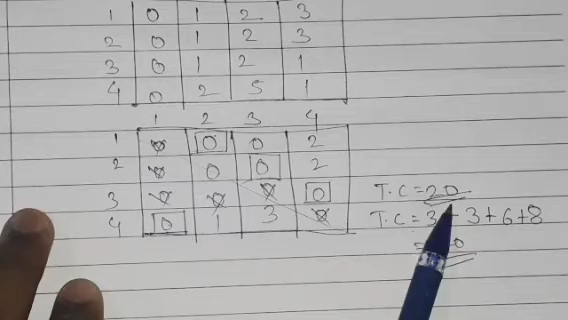 1 0 1 2 3
2 0 1 2 3
3 0 1 2 1
4 0 2 5 1
1 2 3 4
1 0 0 0 2
2 0 0 0 2
3 0 0 0 0
4 0 1 3 0
T.C = 20
T.C = 3 + 3 + 6 + 8
=